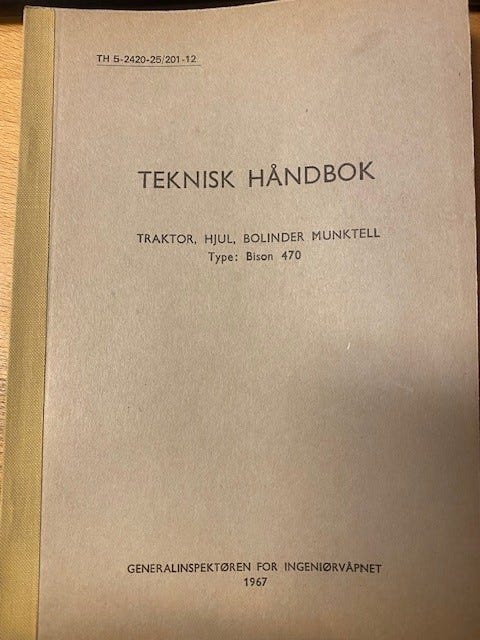 TH 5-2420-25/201-12
TEKNISK HÅNDBOK
TRAKTOR, HJUL, BOLINDER MUNKTELL
Type: Bison 470
GENERALINSPEKTØREN FOR INGENIØRVÅPNET
1967